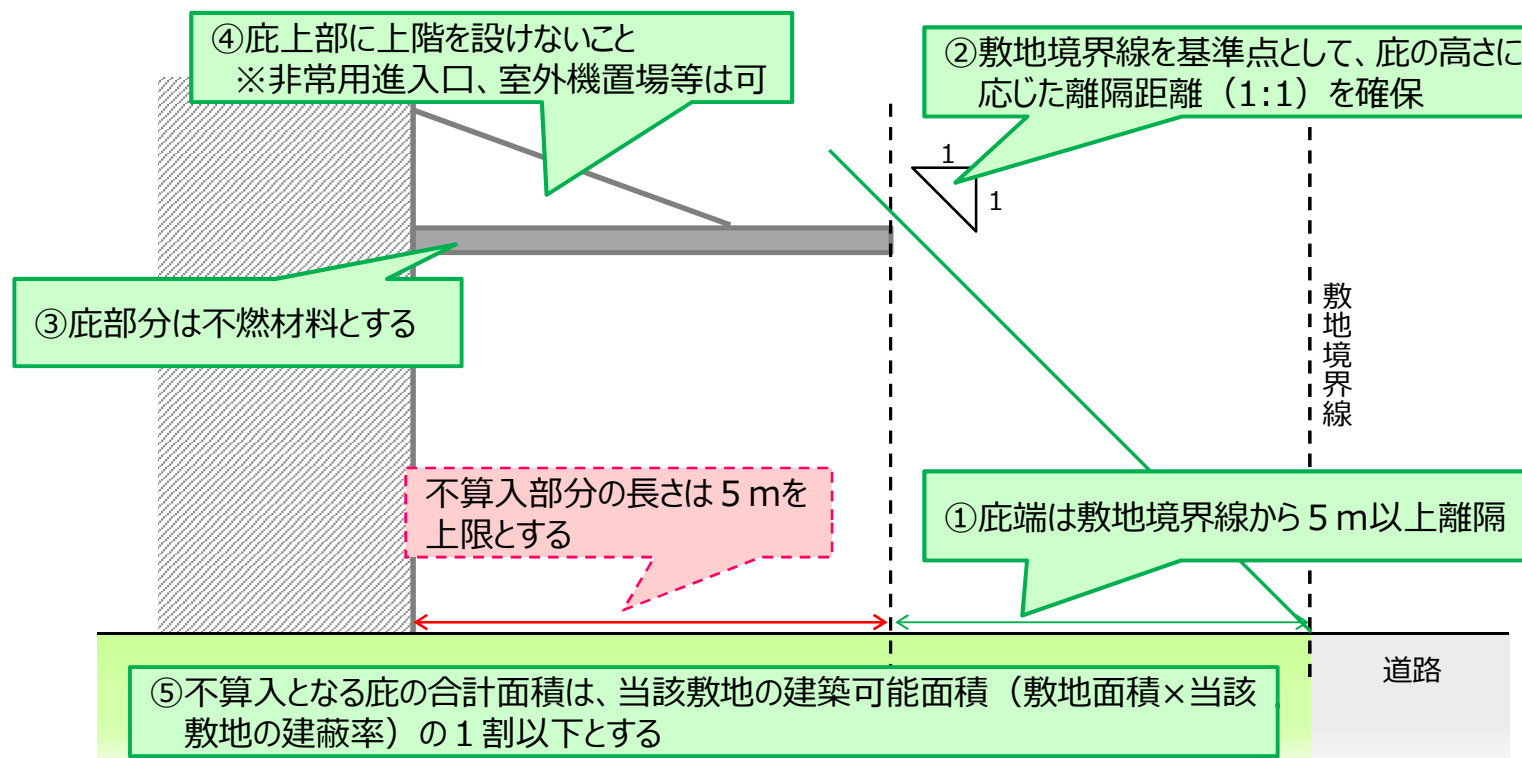 ④庇上部に上階を設けないこと
※非常用進入口、室外機置場等は可
②敷地境界線を基準点として、庇の高さに
応じた離隔距離（1:1）を確保
1
1
③庇部分は不燃材料とする
敷地境界線
不算入部分の長さは５ｍを
上限とする
①庇端は敷地境界線から５ｍ以上離隔
道路
⑤不算入となる庇の合計面積は、当該敷地の建築可能面積（敷地面積×当該
敷地の建蔽率）の１割以下とする